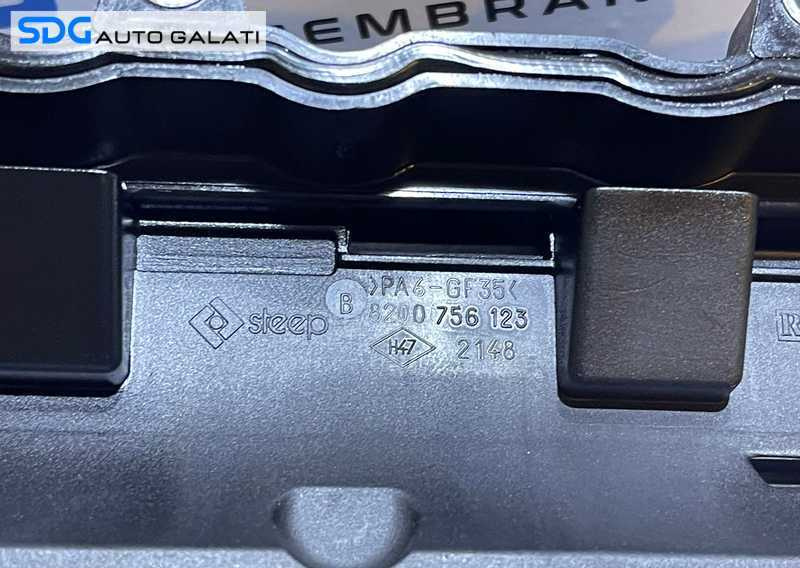 SDG AUTO GALATI
EMBRA
>PA6-GF35<
B
8200 756 123
steep
H47
2148
R